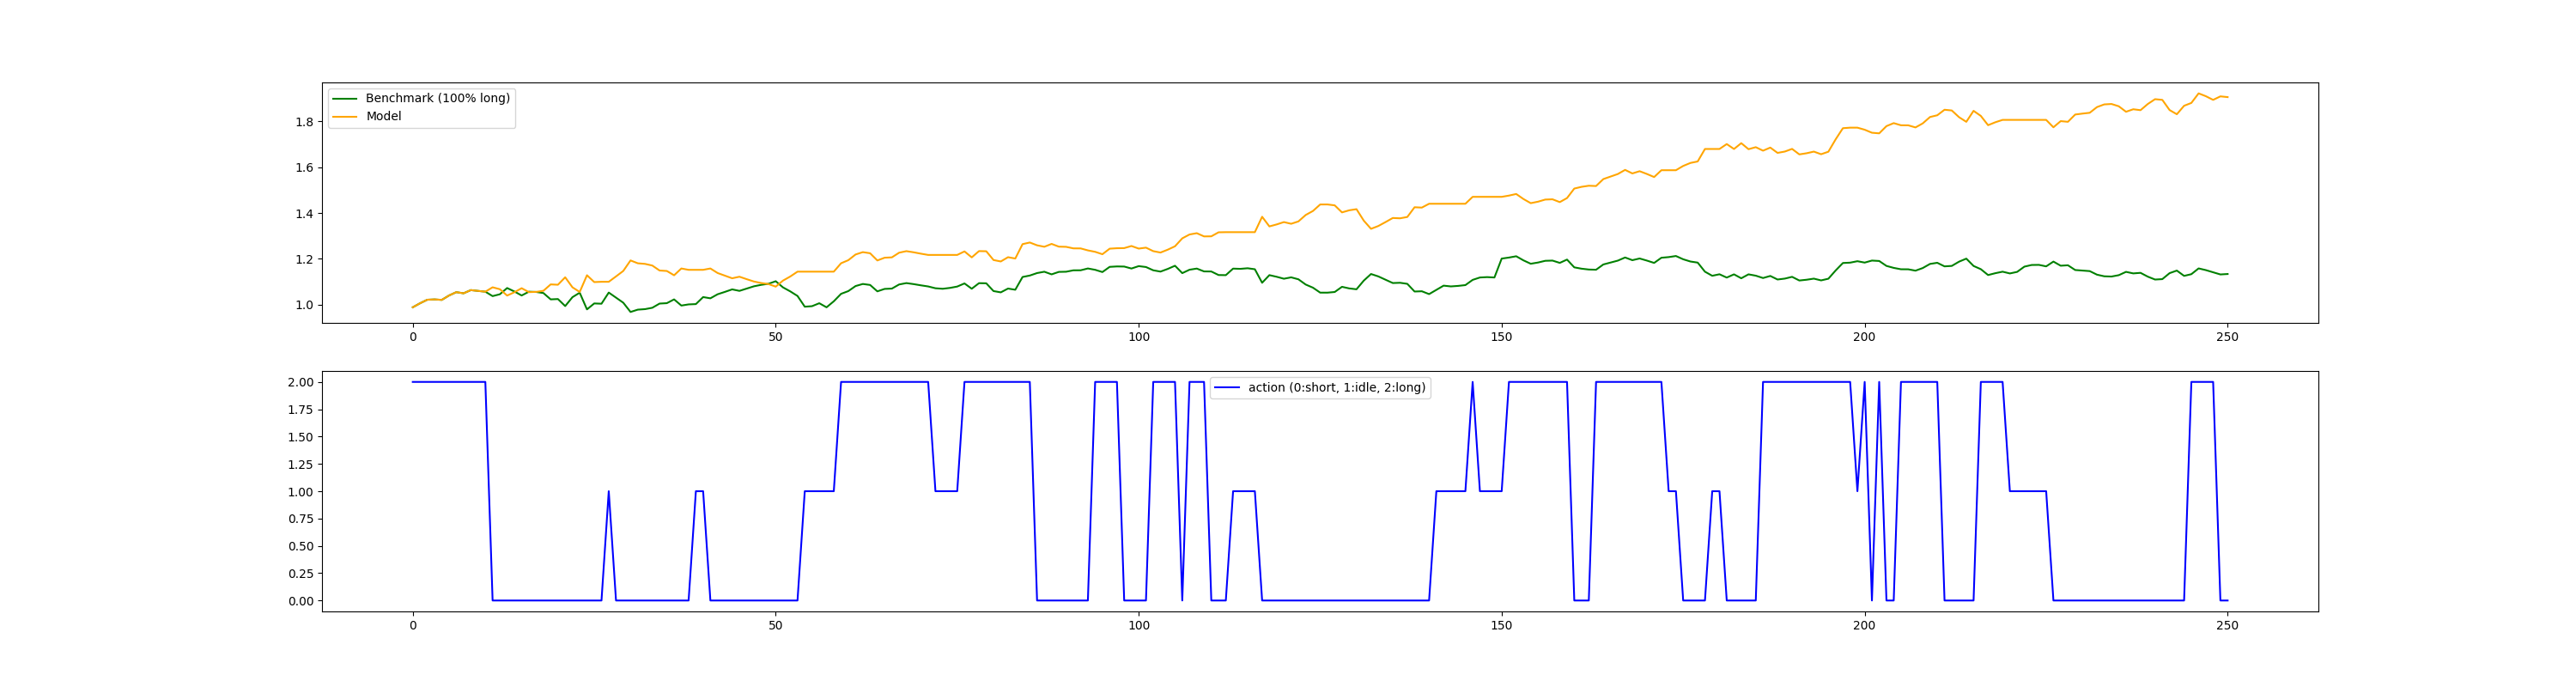 Benchmark (100% long)
Model
1.8
1.6
1.4
1.2
1.0
0 50 100 150 200 250
action (0:short, 1:idle, 2:long)
2.00
1.75
1.50
1.25
1.00
0.75
0.50
0.25
0.00
0 50 100 150 200 250